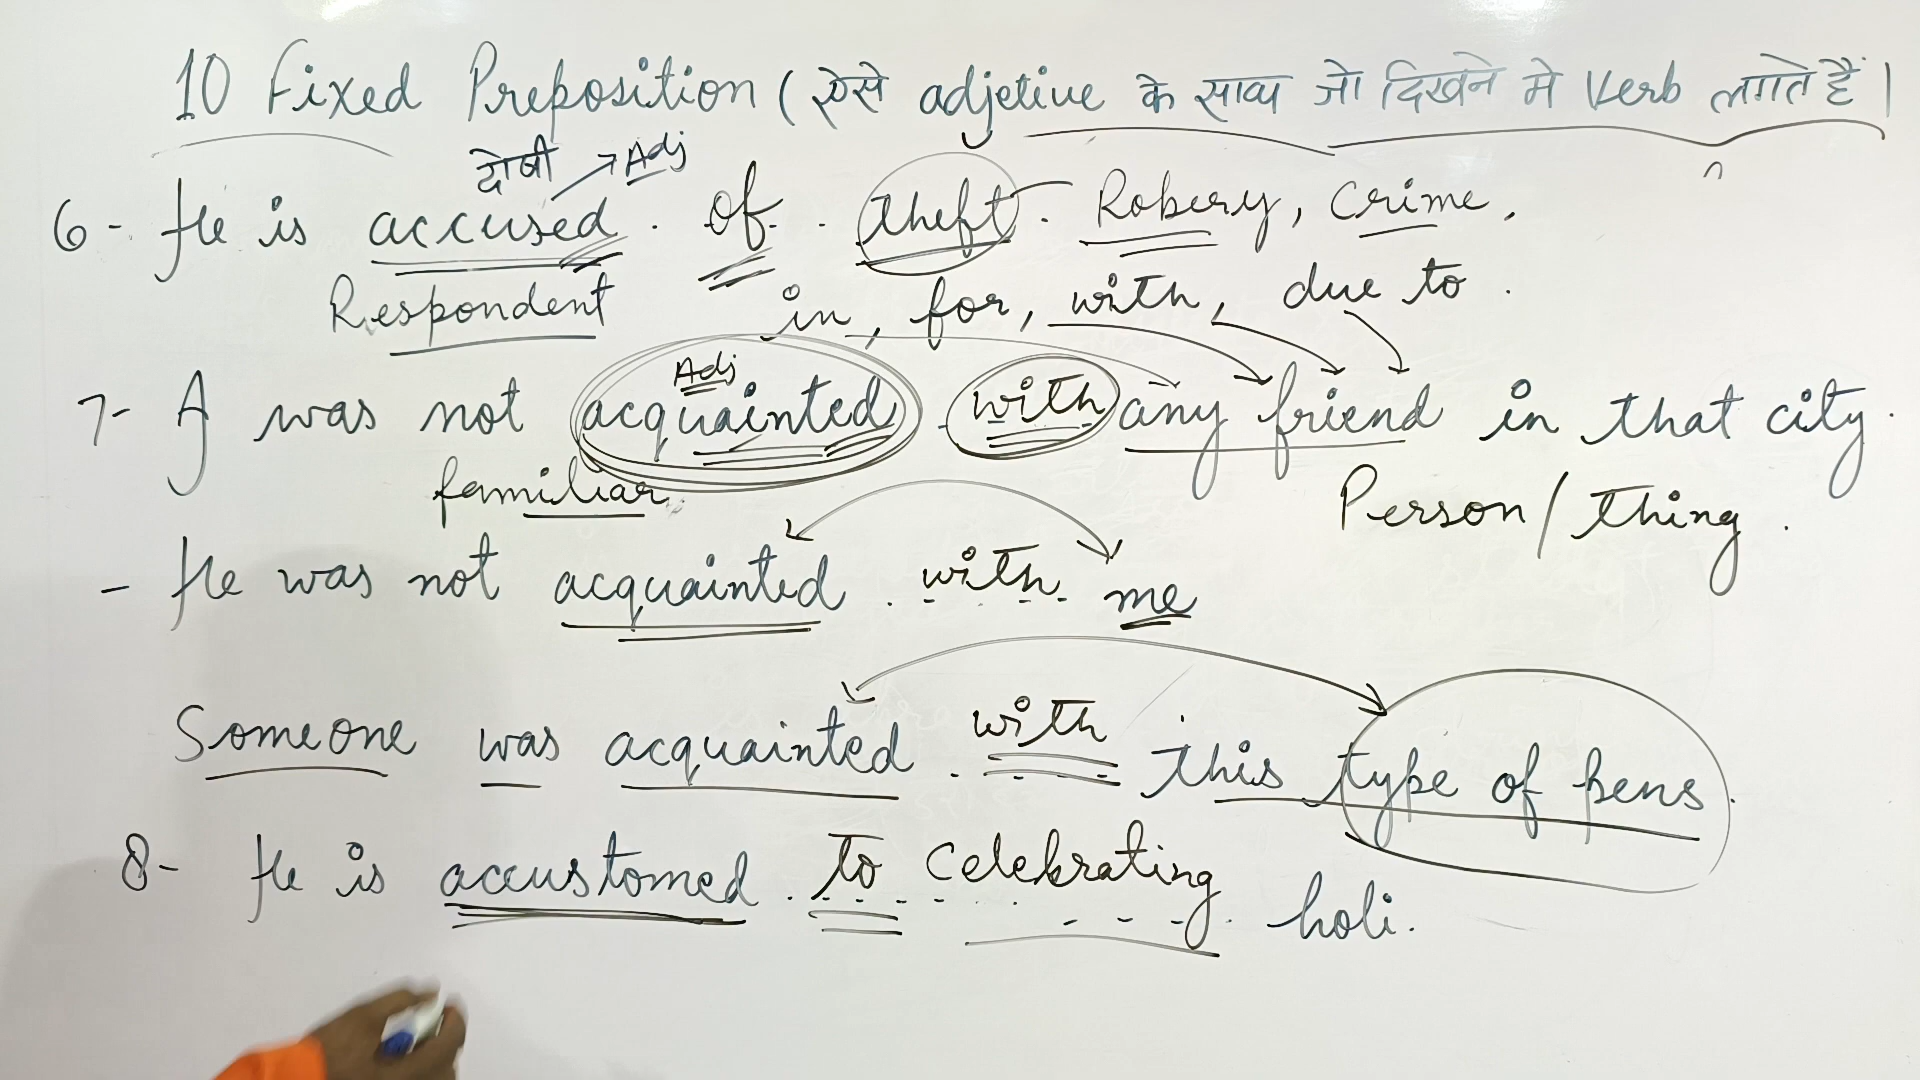 10 Fixed Preposition ( ऐसे adjetive के साथ जो दिखने मे Verb लगते हैं |
दोषी → Adj
6- He is accused of theft. Robery, Crime.
Respondent in, for, with, due to.
Adj
7- I was not acquainted with any friend in that city.
familiar Person / thing.
- He was not acquainted with me
Someone was acquainted with this type of pens.
8- He is accustomed to celebrating holi.